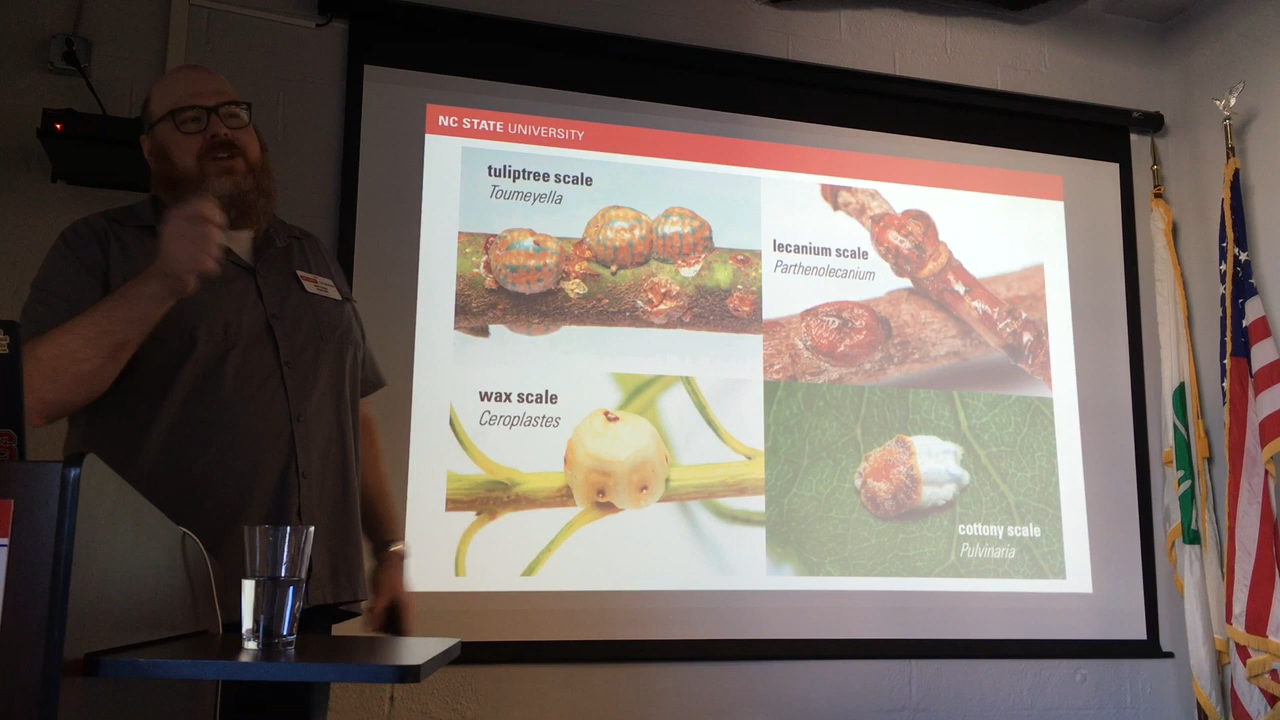 NC STATE UNIVERSITY
tuliptree scale
Toumeyella
lecanium scale
Parthenolecanium
wax scale
Ceroplastes
cottony scale
Pulvinaria